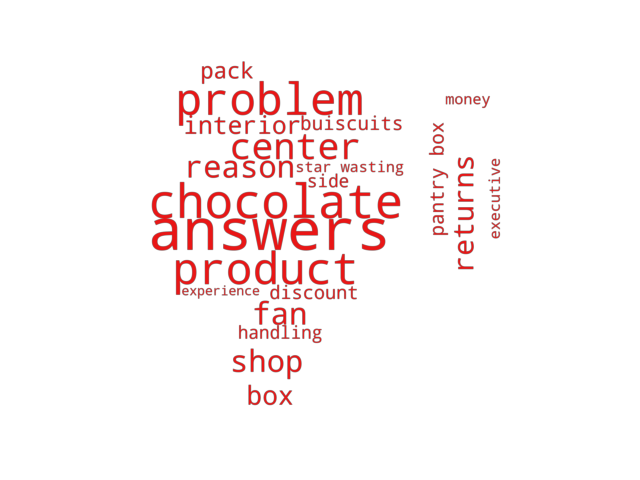 pack
problem
money
interior
buiscuits
center
reason
star wasting
side
chocolate
answers
product
experience
discount
fan
handling
shop
box
pantry box
returns
executive